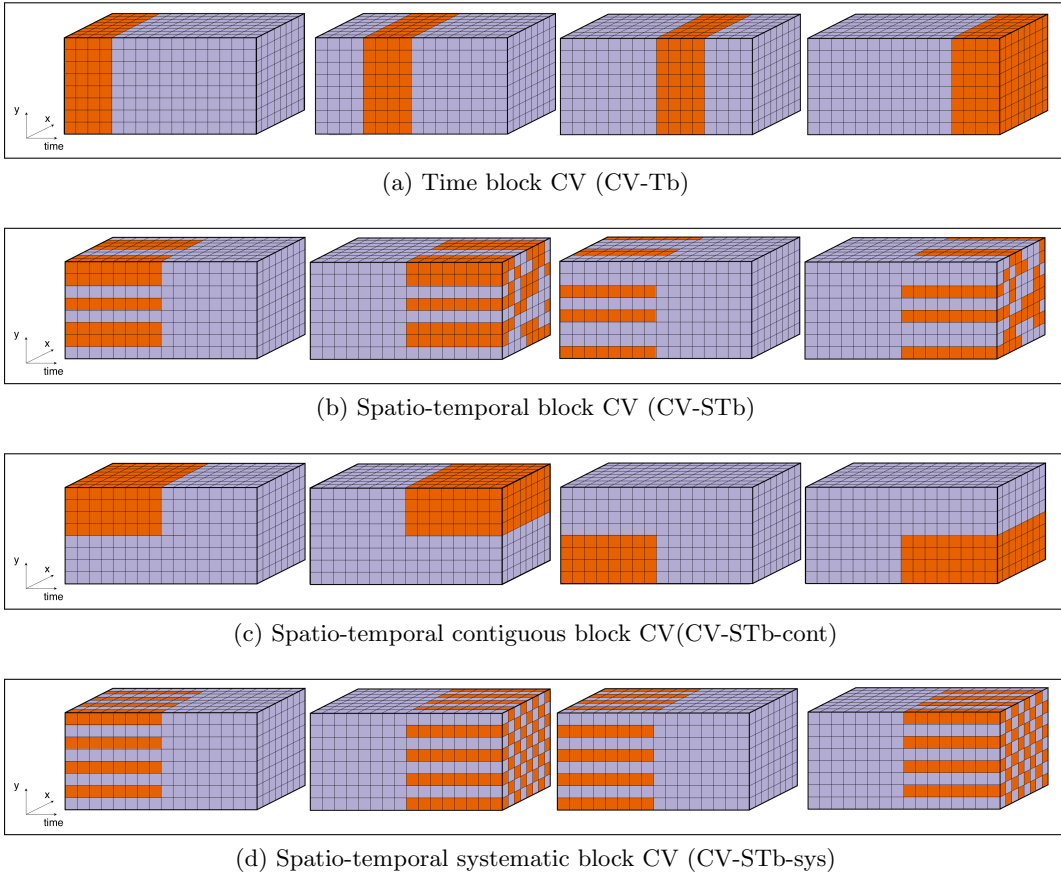 y
x
time
(a) Time block CV (CV-Tb)
y
x
time
(b) Spatio-temporal block CV (CV-STb)
y
x
time
(c) Spatio-temporal contiguous block CV(CV-STb-cont)
y
x
time
(d) Spatio-temporal systematic block CV (CV-STb-sys)